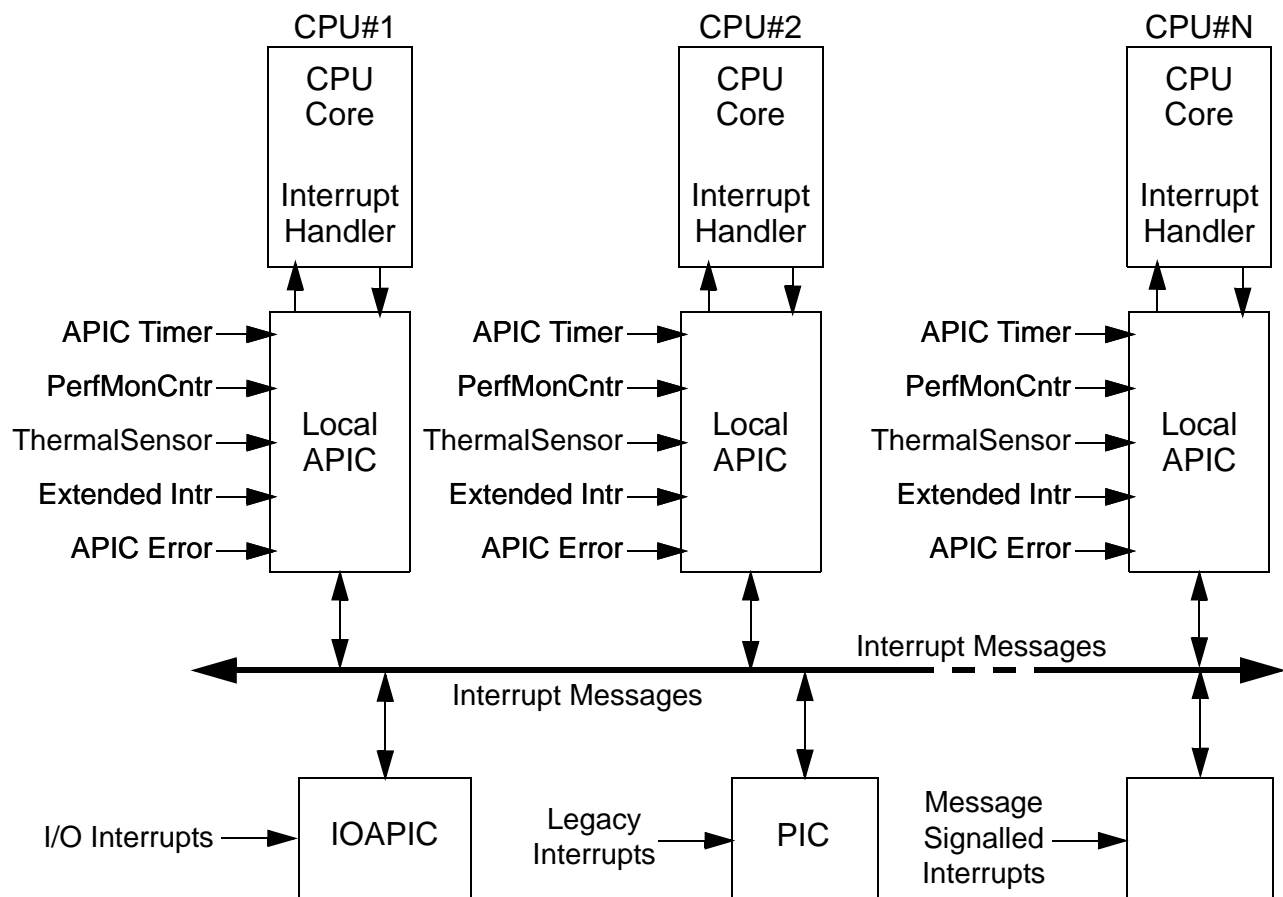 CPU#1
CPU#2
CPU#N
CPU
Core
Interrupt
Handler
CPU
Core
Interrupt
Handler
CPU
Core
Interrupt
Handler
APIC Timer
PerfMonCntr
ThermalSensor
Extended Intr
APIC Error
Local
APIC
APIC Timer
PerfMonCntr
ThermalSensor
Extended Intr
APIC Error
Local
APIC
APIC Timer
PerfMonCntr
ThermalSensor
Extended Intr
APIC Error
Local
APIC
Interrupt Messages
Interrupt Messages
I/O Interrupts
IOAPIC
Legacy
Interrupts
PIC
Message
Signalled
Interrupts